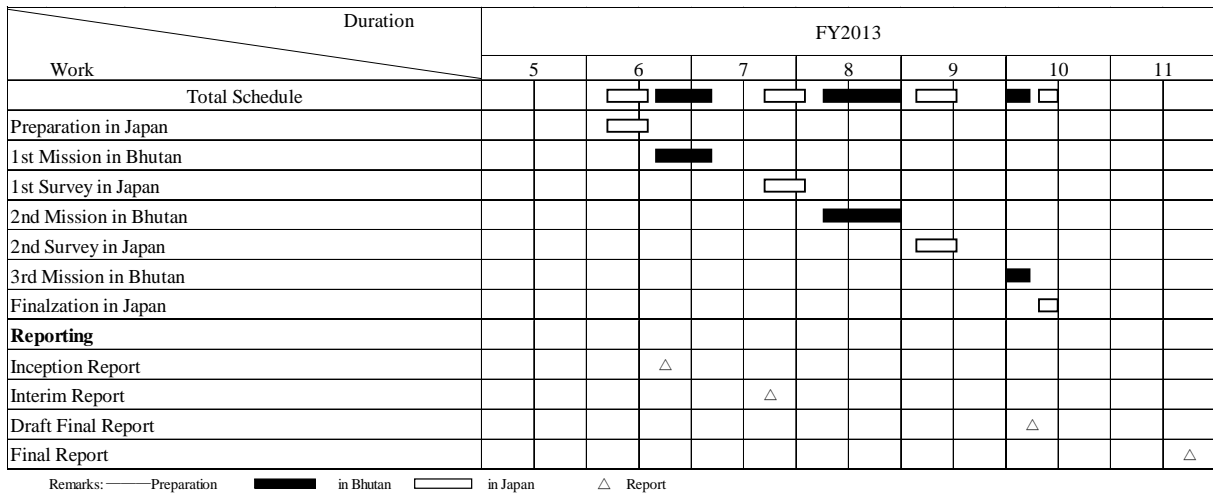 Duration
FY2013
Work
5 6 7 8 9 10 11
Total Schedule
Preparation in Japan
1st Mission in Bhutan
1st Survey in Japan
2nd Mission in Bhutan
2nd Survey in Japan
3rd Mission in Bhutan
Finalzation in Japan
Reporting
Inception Report
Interim Report
Draft Final Report
Final Report
Remarks: Preparation in Bhutan in Japan △ Report